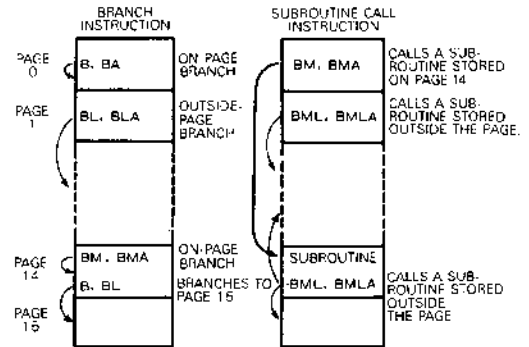 BRANCH
INSTRUCTION
SUBROUTINE CALL
INSTRUCTION
PAGE
0
B, BA
ON-PAGE
BRANCH
BM, BMA
CALLS A SUB-
ROUTINE STORED
ON PAGE 14
PAGE
1
BL, BLA
OUTSIDE-
PAGE
BRANCH
BML, BMLA
CALLS A SUB-
ROUTINE STORED
OUTSIDE THE PAGE.
PAGE
14
BM, BMA
ON-PAGE
BRANCH
SUBROUTINE
B, BL
BRANCHES TO
PAGE 15
BML, BMLA
CALLS A SUB-
ROUTINE STORED
OUTSIDE
THE PAGE
PAGE
15